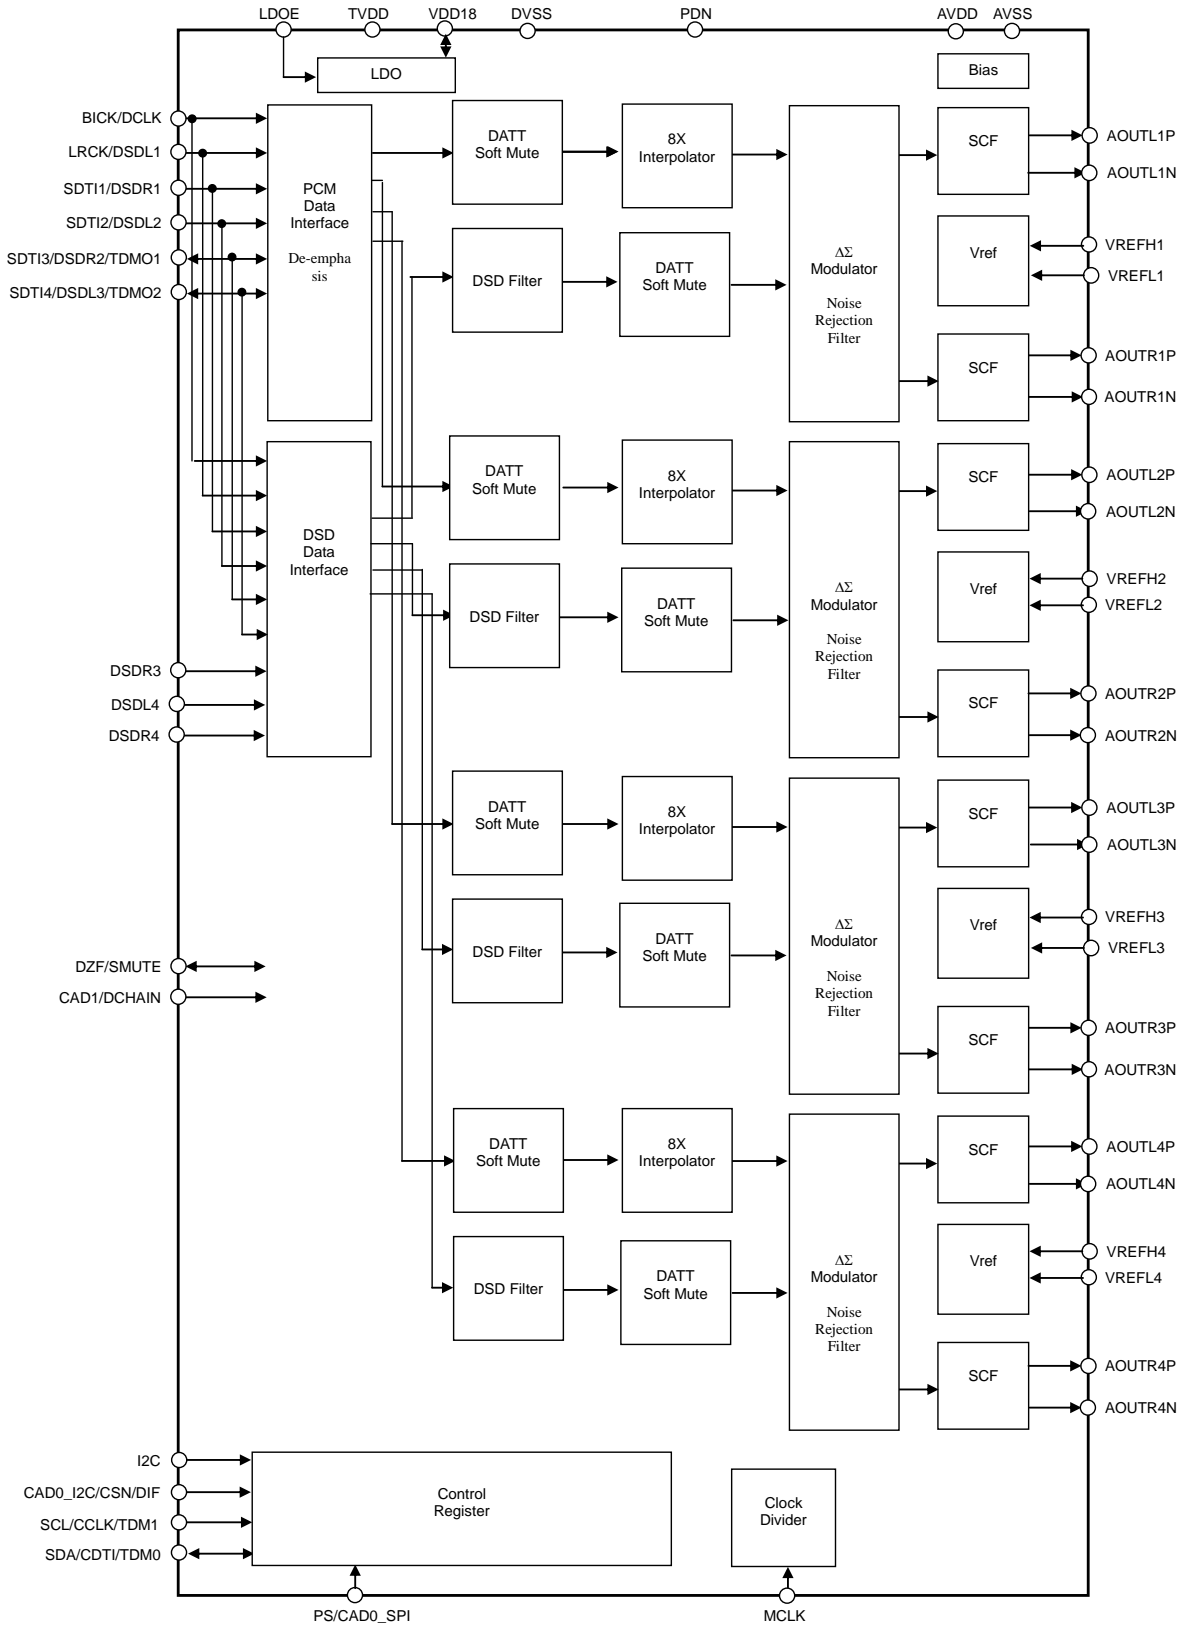 LDOE
TVDD
VDD18
DVSS
PDN
AVDD
AVSS
LDO
Bias
BICK/DCLK
LRCK/DSDL1
SDTI1/DSDR1
SDTI2/DSDL2
SDTI3/DSDR2/TDMO1
SDTI4/DSDL3/TDMO2
PCM
Data
Interface
De-empha
sis
DATT
Soft Mute
8X
Interpolator
DSD Filter
DATT
Soft Mute
ΔΣ
Modulator
Noise
Rejection
Filter
SCF
AOUTL1P
AOUTL1N
Vref
VREFH1
VREFL1
SCF
AOUTR1P
AOUTR1N
DSD
Data
Interface
DSDR3
DSDL4
DSDR4
DATT
Soft Mute
8X
Interpolator
DSD Filter
DATT
Soft Mute
ΔΣ
Modulator
Noise
Rejection
Filter
SCF
AOUTL2P
AOUTL2N
Vref
VREFH2
VREFL2
SCF
AOUTR2P
AOUTR2N
DZF/SMUTE
CAD1/DCHAIN
DATT
Soft Mute
8X
Interpolator
DSD Filter
DATT
Soft Mute
ΔΣ
Modulator
Noise
Rejection
Filter
SCF
AOUTL3P
AOUTL3N
Vref
VREFH3
VREFL3
SCF
AOUTR3P
AOUTR3N
DATT
Soft Mute
8X
Interpolator
DSD Filter
DATT
Soft Mute
ΔΣ
Modulator
Noise
Rejection
Filter
SCF
AOUTL4P
AOUTL4N
Vref
VREFH4
VREFL4
SCF
AOUTR4P
AOUTR4N
I2C
CAD0_I2C/CSN/DIF
SCL/CCLK/TDM1
SDA/CDTI/TDM0
Control
Register
Clock
Divider
PS/CAD0_SPI
MCLK